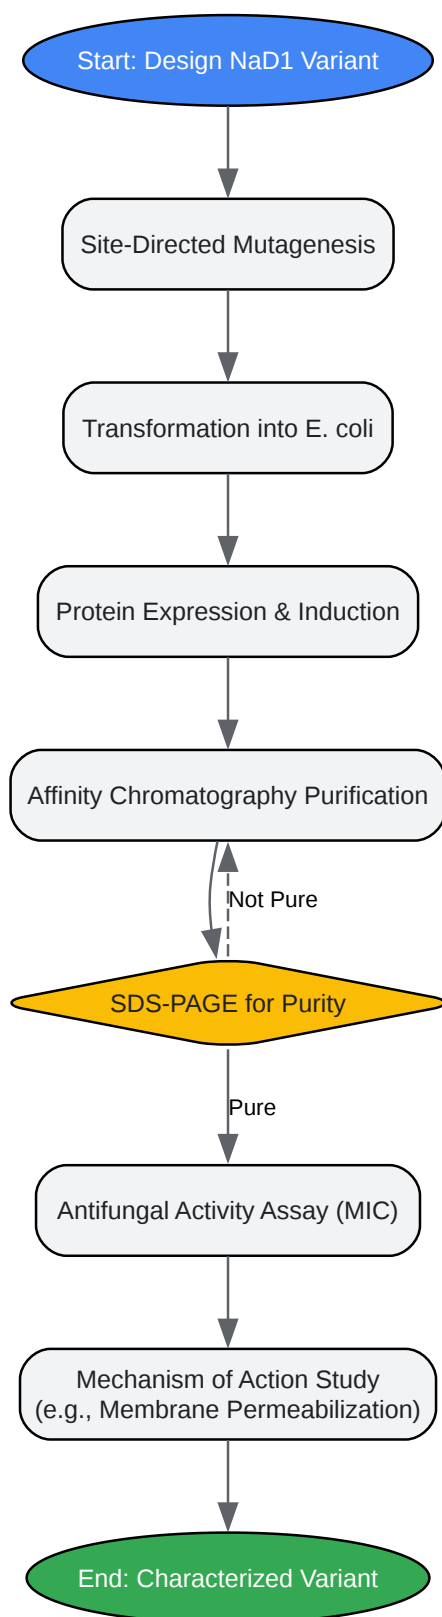 Start: Design NaD1 Variant
Site-Directed Mutagenesis
Transformation into E. coli
Protein Expression & Induction
Affinity Chromatography Purification
Not Pure
SDS-PAGE for Purity
Pure
Antifungal Activity Assay (MIC)
Mechanism of Action Study
(e.g., Membrane Permeabilization)
End: Characterized Variant